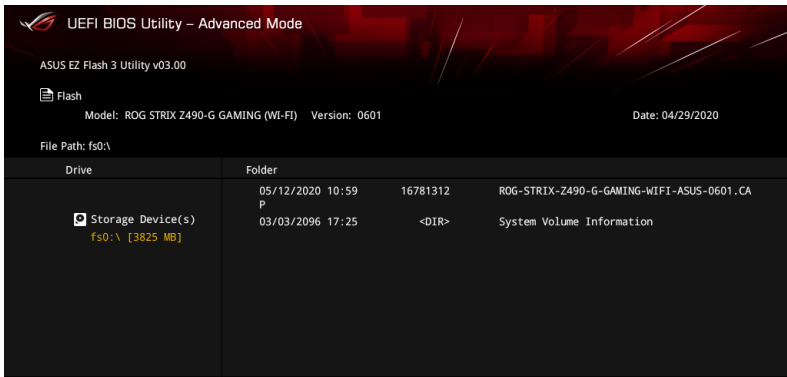 UEFI BIOS Utility – Advanced Mode
ASUS EZ Flash 3 Utility v03.00
Flash
Model: ROG STRIX Z490-G GAMING (WI-FI) Version: 0601 Date: 04/29/2020
File Path: fs0:\
Drive Folder
05/12/2020 10:59 16781312 ROG-STRIX-Z490-G-GAMING-WIFI-ASUS-0601.CA
P
Storage Device(s) 03/03/2096 17:25 <DIR> System Volume Information
fs0:\ [3825 MB]